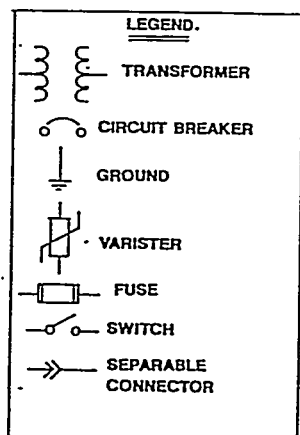 LEGEND.
TRANSFORMER
CIRCUIT BREAKER
GROUND
VARISTER
FUSE
SWITCH
SEPARABLE
CONNECTOR